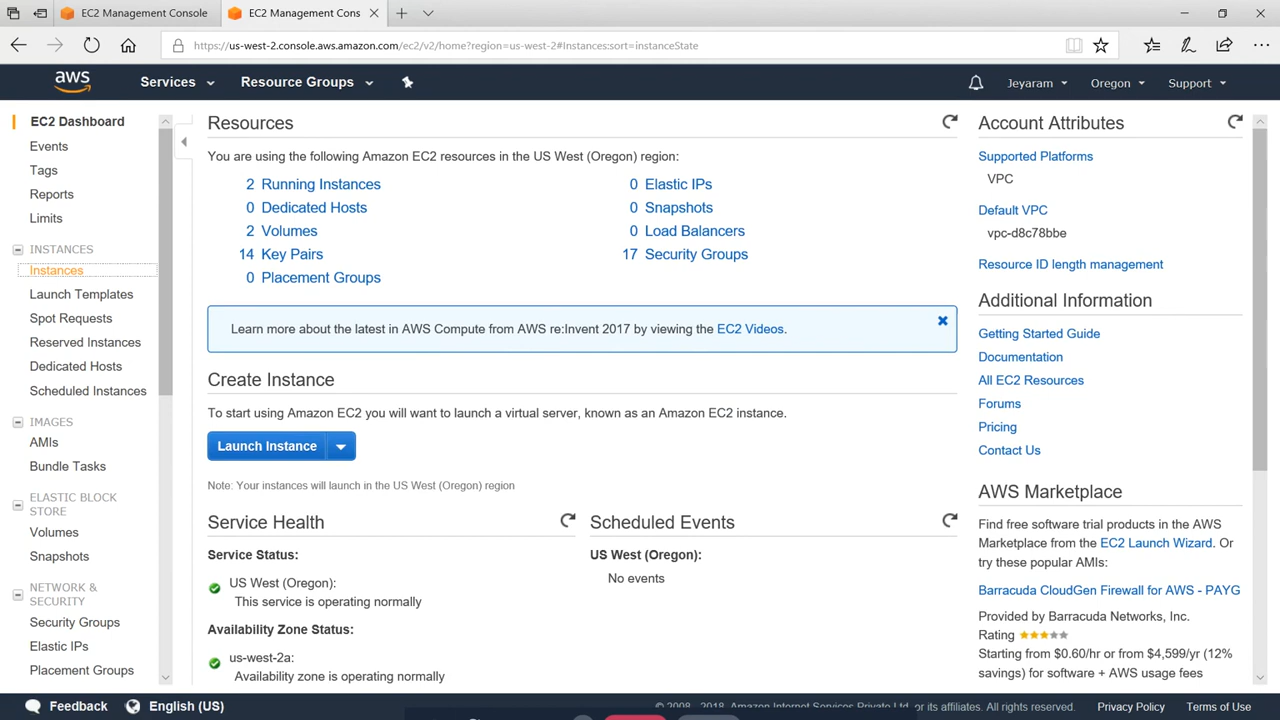 EC2 Management Console
EC2 Management Cons
https://us-west-2.console.aws.amazon.com/ec2/v2/home?region=us-west-2#Instances:sort=instanceState
aws
Services
Resource Groups
Jeyaram
Oregon
Support
EC2 Dashboard
Events
Tags
Reports
Limits
INSTANCES
Instances
Launch Templates
Spot Requests
Reserved Instances
Dedicated Hosts
Scheduled Instances
IMAGES
AMIs
Bundle Tasks
ELASTIC BLOCK
STORE
Volumes
Snapshots
NETWORK &
SECURITY
Security Groups
Elastic IPs
Placement Groups
Resources
You are using the following Amazon EC2 resources in the US West (Oregon) region:
2 Running Instances
0 Elastic IPs
0 Dedicated Hosts
0 Snapshots
2 Volumes
0 Load Balancers
14 Key Pairs
17 Security Groups
0 Placement Groups
Learn more about the latest in AWS Compute from AWS re:Invent 2017 by viewing the EC2 Videos.
Create Instance
To start using Amazon EC2 you will want to launch a virtual server, known as an Amazon EC2 instance.
Launch Instance
Note: Your instances will launch in the US West (Oregon) region
Service Health
Service Status:
US West (Oregon):
This service is operating normally
Availability Zone Status:
us-west-2a:
Availability zone is operating normally
Scheduled Events
US West (Oregon):
No events
Account Attributes
Supported Platforms
VPC
Default VPC
vpc-d8c78bbe
Resource ID length management
Additional Information
Getting Started Guide
Documentation
All EC2 Resources
Forums
Pricing
Contact Us
AWS Marketplace
Find free software trial products in the AWS
Marketplace from the EC2 Launch Wizard. Or
try these popular AMIs:
Barracuda CloudGen Firewall for AWS - PAYG
Provided by Barracuda Networks, Inc.
Rating
Starting from $0.60/hr or from $4,599/yr (12%
savings) for software + AWS usage fees
Feedback
English (US)
© 2008 - 2018, Amazon Internet Services Private Ltd. or its affiliates. All rights reserved.
Privacy Policy
Terms of Use